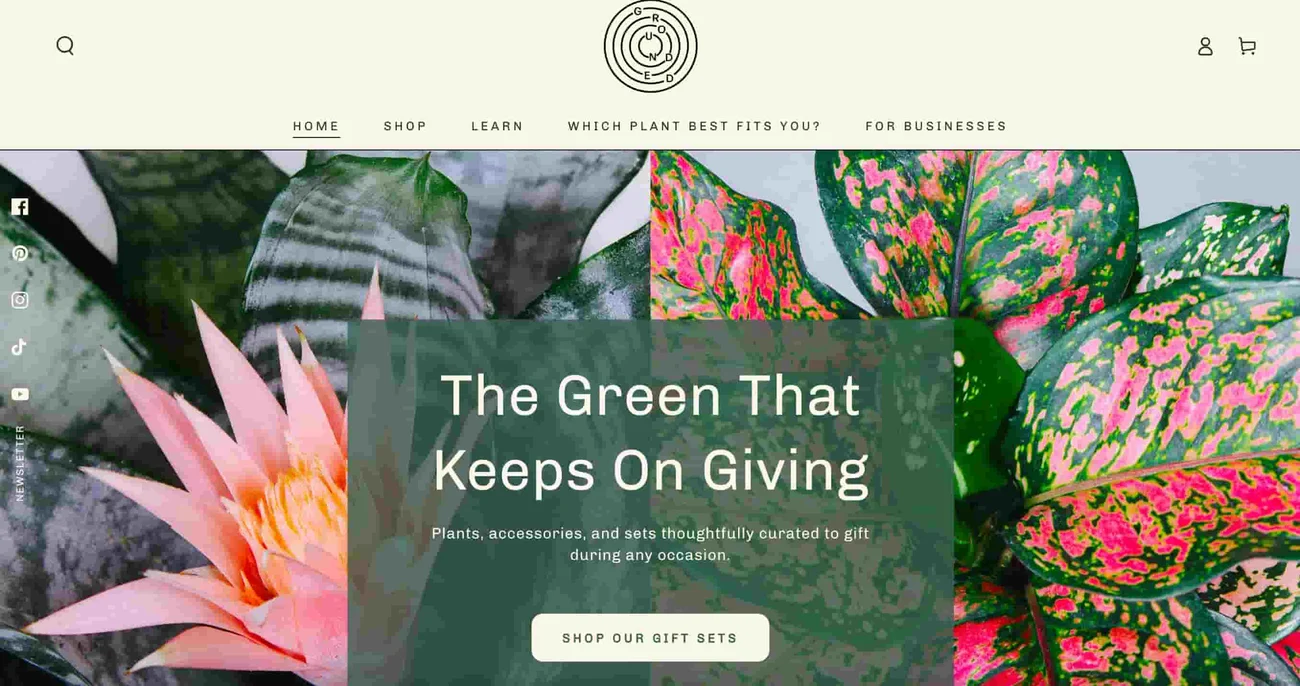 GROUNDED
HOME SHOP LEARN WHICH PLANT BEST FITS YOU? FOR BUSINESSES
NEWSLETTER
The Green That
Keeps On Giving
Plants, accessories, and sets thoughtfully curated to gift
during any occasion.
SHOP OUR GIFT SETS